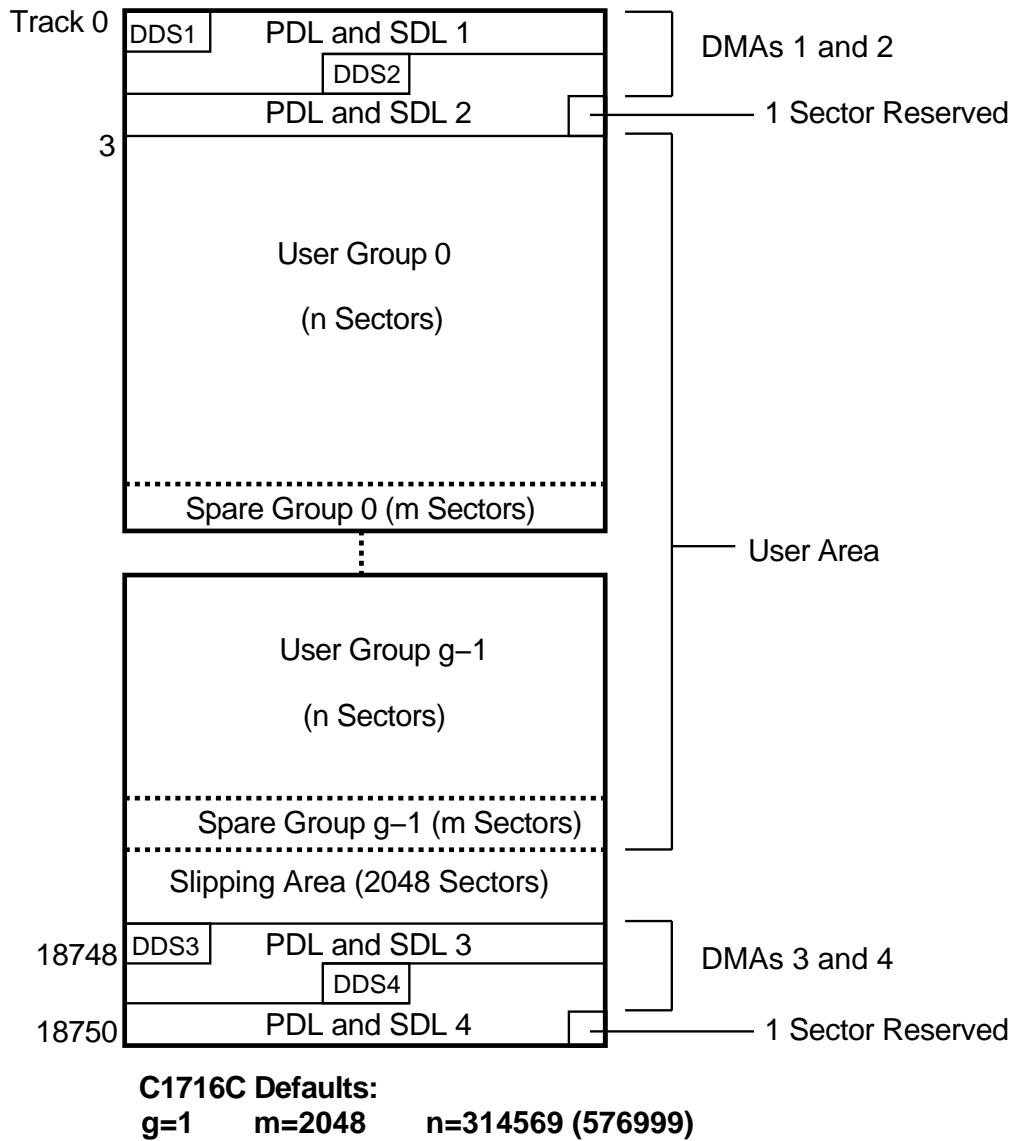 Track 0
DDS1
PDL and SDL 1
DMAs 1 and 2
DDS2
PDL and SDL 2
1 Sector Reserved
3
User Group 0
(n Sectors)
Spare Group 0 (m Sectors)
User Area
User Group g−1
(n Sectors)
Spare Group g−1 (m Sectors)
Slipping Area (2048 Sectors)
18748
DDS3
PDL and SDL 3
DMAs 3 and 4
DDS4
18750
PDL and SDL 4
1 Sector Reserved
C1716C Defaults:
g=1 m=2048 n=314569 (576999)